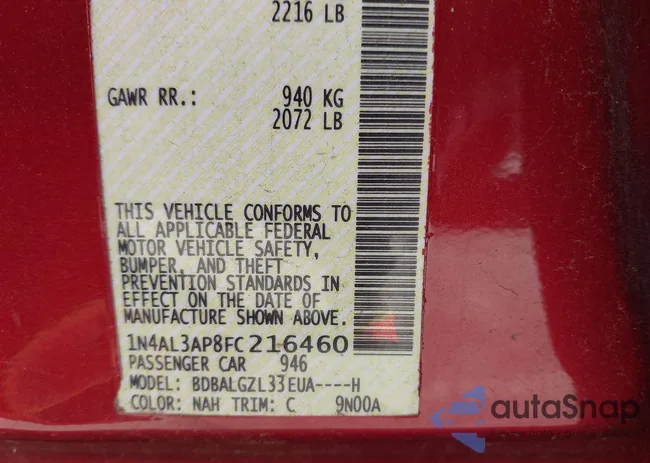 2216 LB
GAWR RR.: 940 KG
2072 LB
THIS VEHICLE CONFORMS TO
ALL APPLICABLE FEDERAL
MOTOR VEHICLE SAFETY,
BUMPER, AND THEFT
PREVENTION STANDARDS IN
EFFECT ON THE DATE OF
MANUFACTURE SHOWN ABOVE.
1N4AL3AP8FC216460
PASSENGER CAR 946
MODEL: BDBALGZL33EUA----H
COLOR: NAH TRIM: C 9N00A
autaSnap